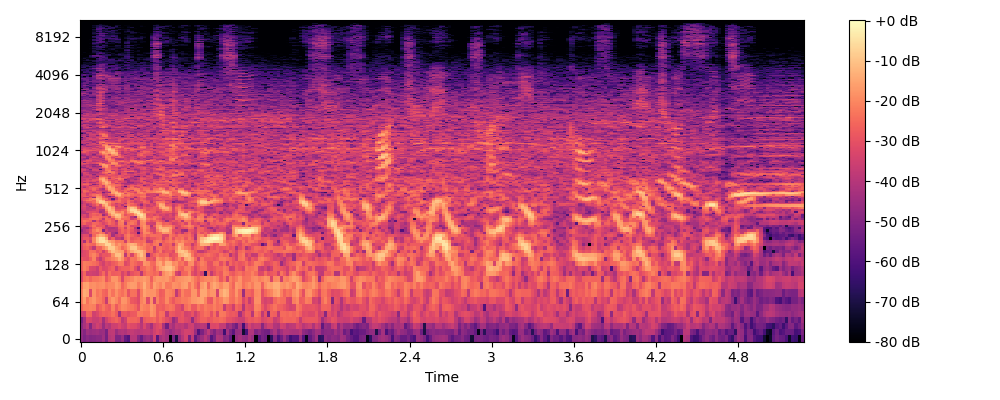 8192
4096
2048
1024
512
256
128
64
0
Hz
0 0.6 1.2 1.8 2.4 3 3.6 4.2 4.8
Time
+0 dB
-10 dB
-20 dB
-30 dB
-40 dB
-50 dB
-60 dB
-70 dB
-80 dB